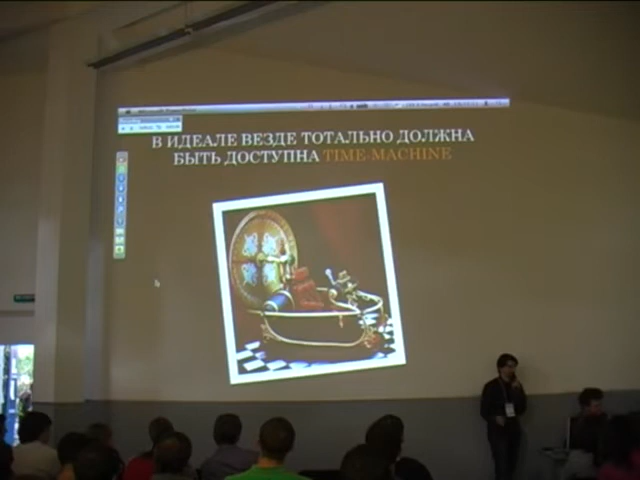 В ИДЕАЛЕ ВЕЗДЕ ТОТАЛЬНО ДОЛЖНА
БЫТЬ ДОСТУПНА TIME-MACHINE